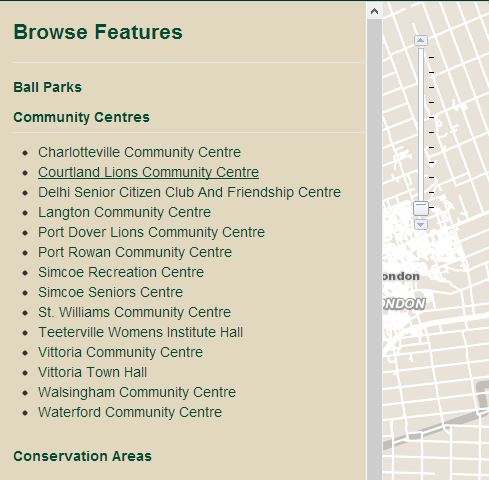 Browse Features
Ball Parks
Community Centres
Charlotteville Community Centre
Courtland Lions Community Centre
Delhi Senior Citizen Club And Friendship Centre
Langton Community Centre
Port Dover Lions Community Centre
Port Rowan Community Centre
Simcoe Recreation Centre
Simcoe Seniors Centre
St. Williams Community Centre
Teeterville Womens Institute Hall
Vittoria Community Centre
Vittoria Town Hall
Walsingham Community Centre
Waterford Community Centre
Conservation Areas
ondon
ONDON